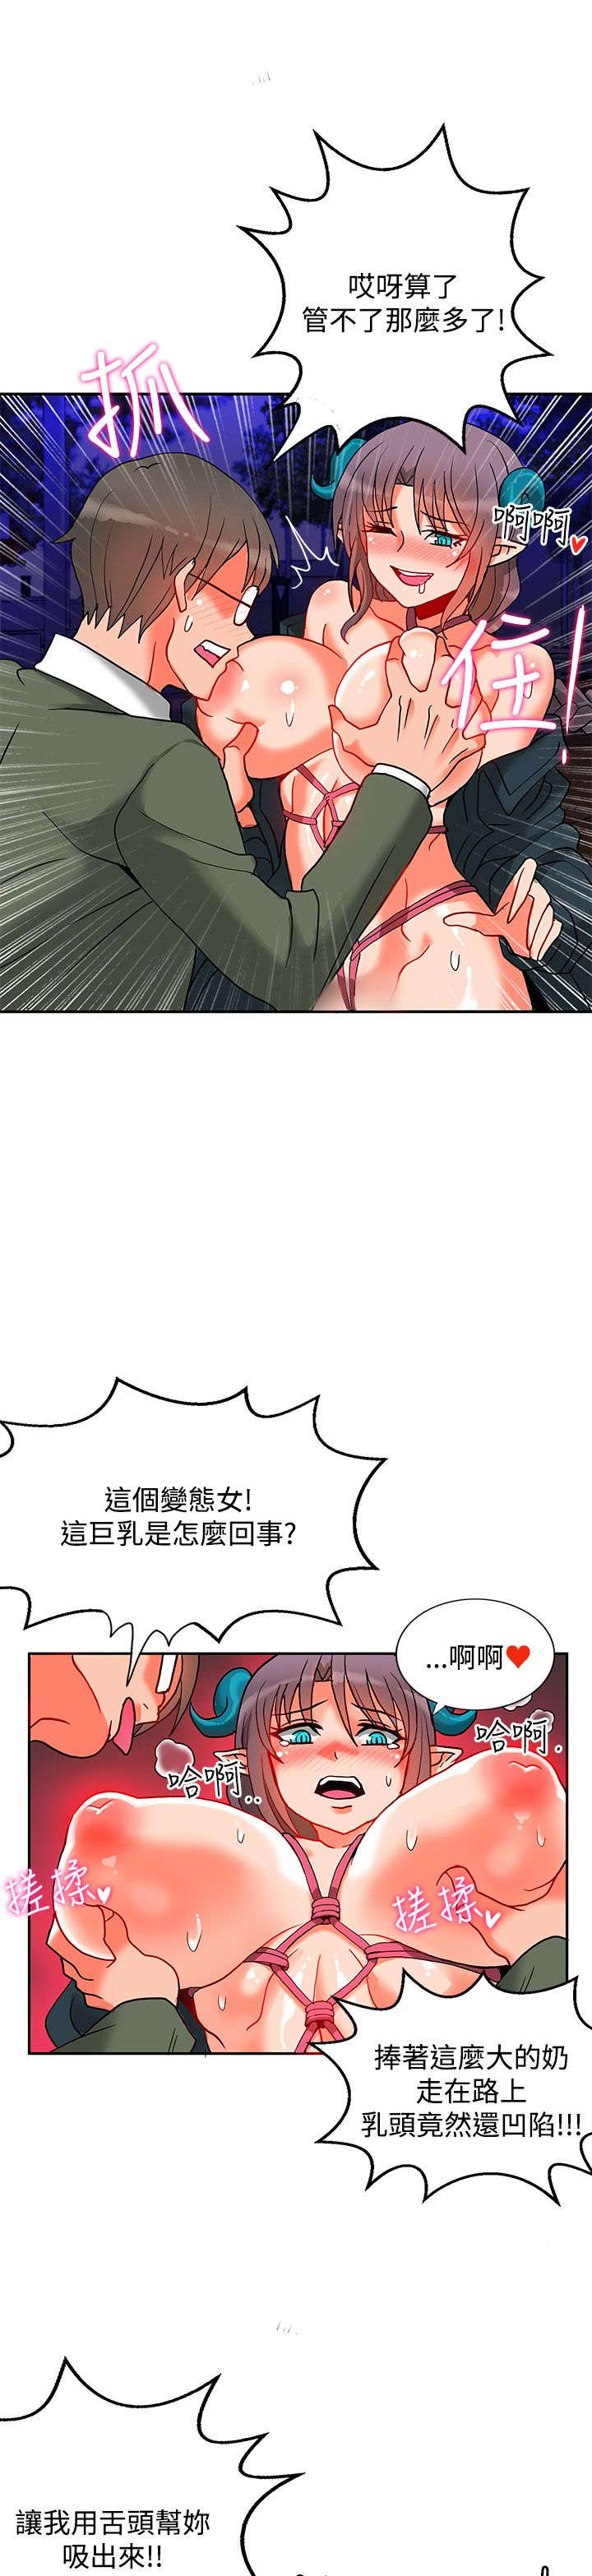 哎呀算了
管不了那麼多了!
抓
啊啊
住!
這個變態女!
這巨乳是怎麼回事?
...啊啊♥
哈啊..
哈啊..
搓揉
搓揉
捧著這麼大的奶
走在路上
乳頭竟然還凹陷!!!
讓我用舌頭幫妳
吸出來!!